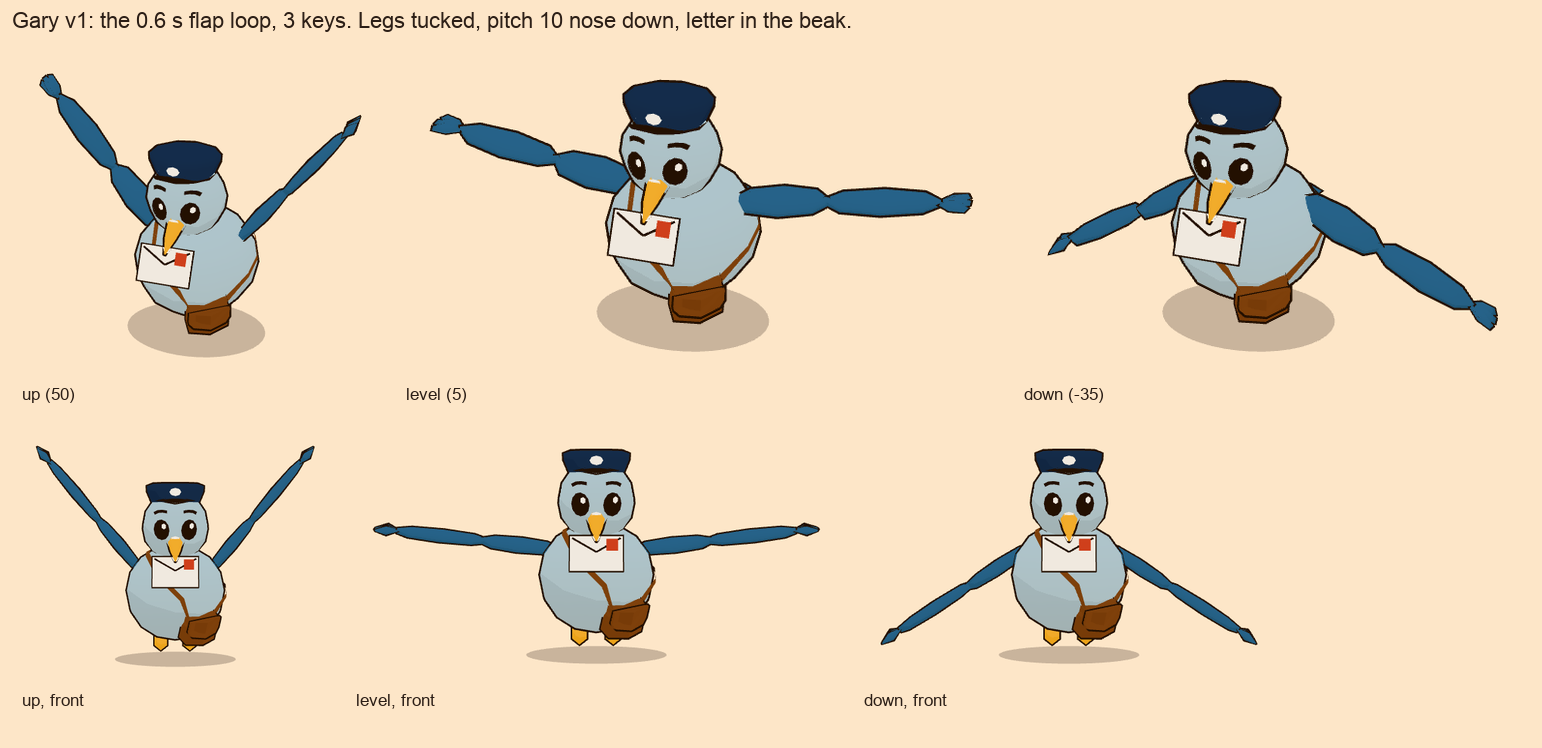 Gary v1: the 0.6 s flap loop, 3 keys. Legs tucked, pitch 10 nose down, letter in the beak.
up (50)
level (5)
down (-35)
up, front
level, front
down, front